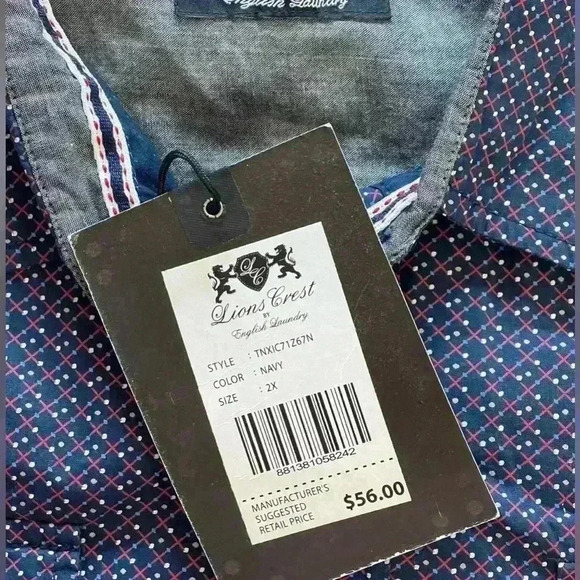 English Laundry
LC
Lions Crest
BY
English Laundry
STYLE : TNXIC71Z67N
COLOR : NAVY
SIZE : 2X
881381058242
MANUFACTURER'S
SUGGESTED
RETAIL PRICE
$56.00